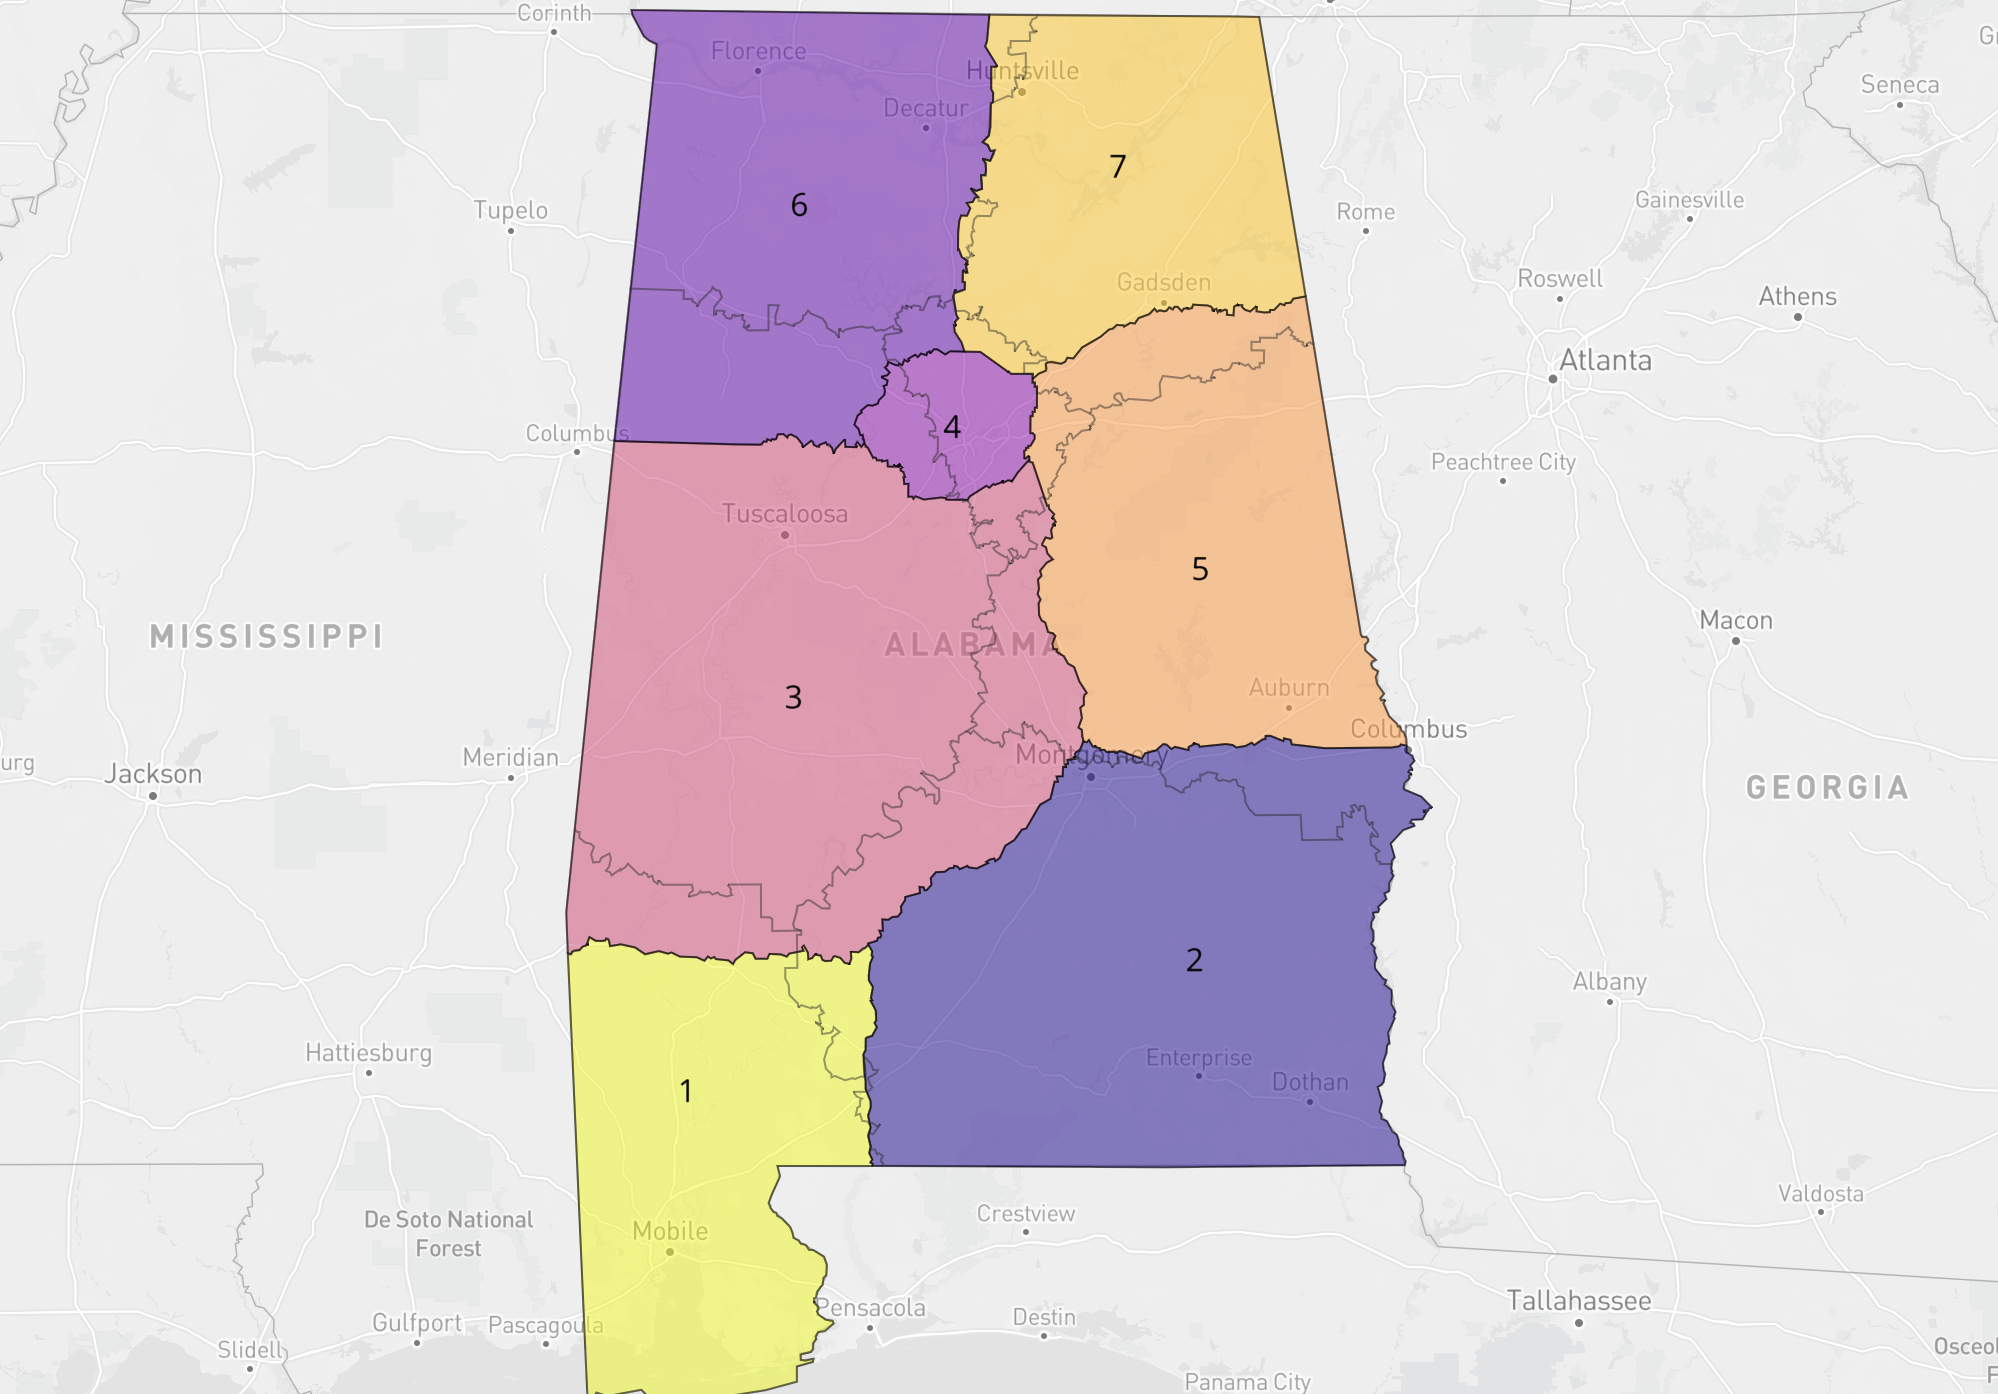 Corinth
Florence
Huntsville
Decatur
Seneca
7
6
Tupelo
Rome
Gainesville
Gadsden
Roswell
Athens
Atlanta
4
Columbus
Peachtree City
Tuscaloosa
5
MISSISSIPPI
ALABAMA
Macon
3
Auburn
Columbus
Montgomery
urg
Jackson
Meridian
GEORGIA
2
Albany
Hattiesburg
Enterprise
Dothan
1
Valdosta
De Soto National
Forest
Crestview
Mobile
Tallahassee
Pensacola
Destin
Gulfport
Pascagoula
Slidell
Osceol
Panama City